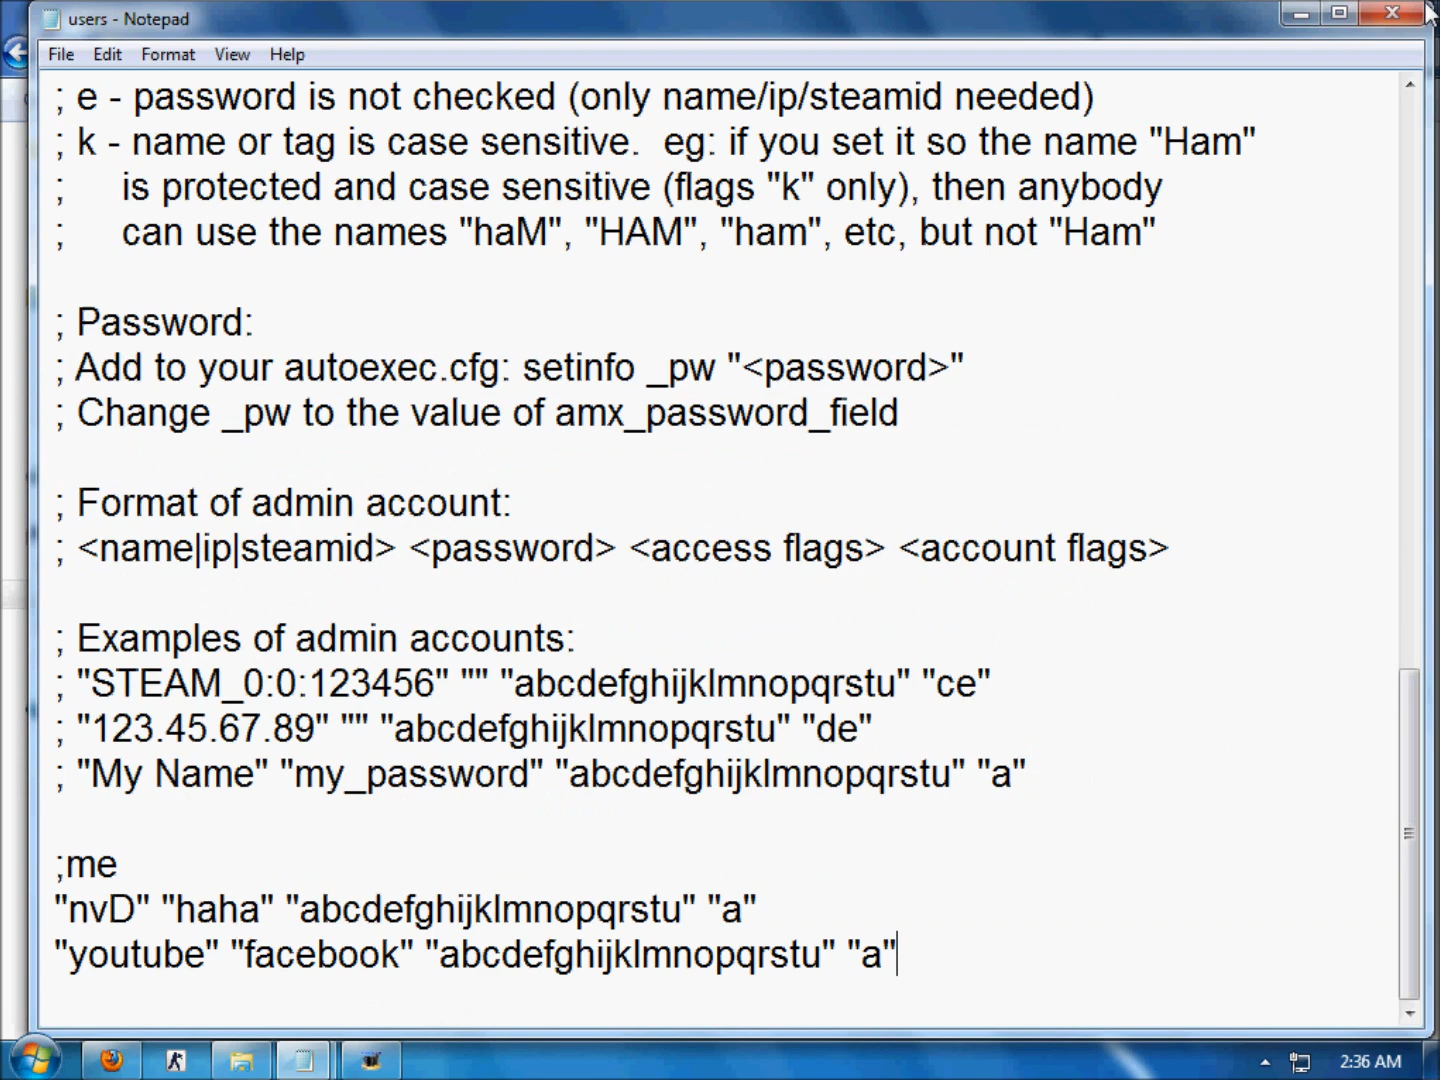 users - Notepad
File Edit Format View Help
; e - password is not checked (only name/ip/steamid needed)
; k - name or tag is case sensitive.  eg: if you set it so the name "Ham"
;     is protected and case sensitive (flags "k" only), then anybody
;     can use the names "haM", "HAM", "ham", etc, but not "Ham"
; Password:
; Add to your autoexec.cfg: setinfo _pw "<password>"
; Change _pw to the value of amx_password_field
; Format of admin account:
; <name|ip|steamid> <password> <access flags> <account flags>
; Examples of admin accounts:
; "STEAM_0:0:123456" "" "abcdefghijklmnopqrstu" "ce"
; "123.45.67.89" "" "abcdefghijklmnopqrstu" "de"
; "My Name" "my_password" "abcdefghijklmnopqrstu" "a"
;me
"nvD" "haha" "abcdefghijklmnopqrstu" "a"
"youtube" "facebook" "abcdefghijklmnopqrstu" "a"
2:36 AM